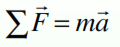 ∑F⃗ = ma⃗